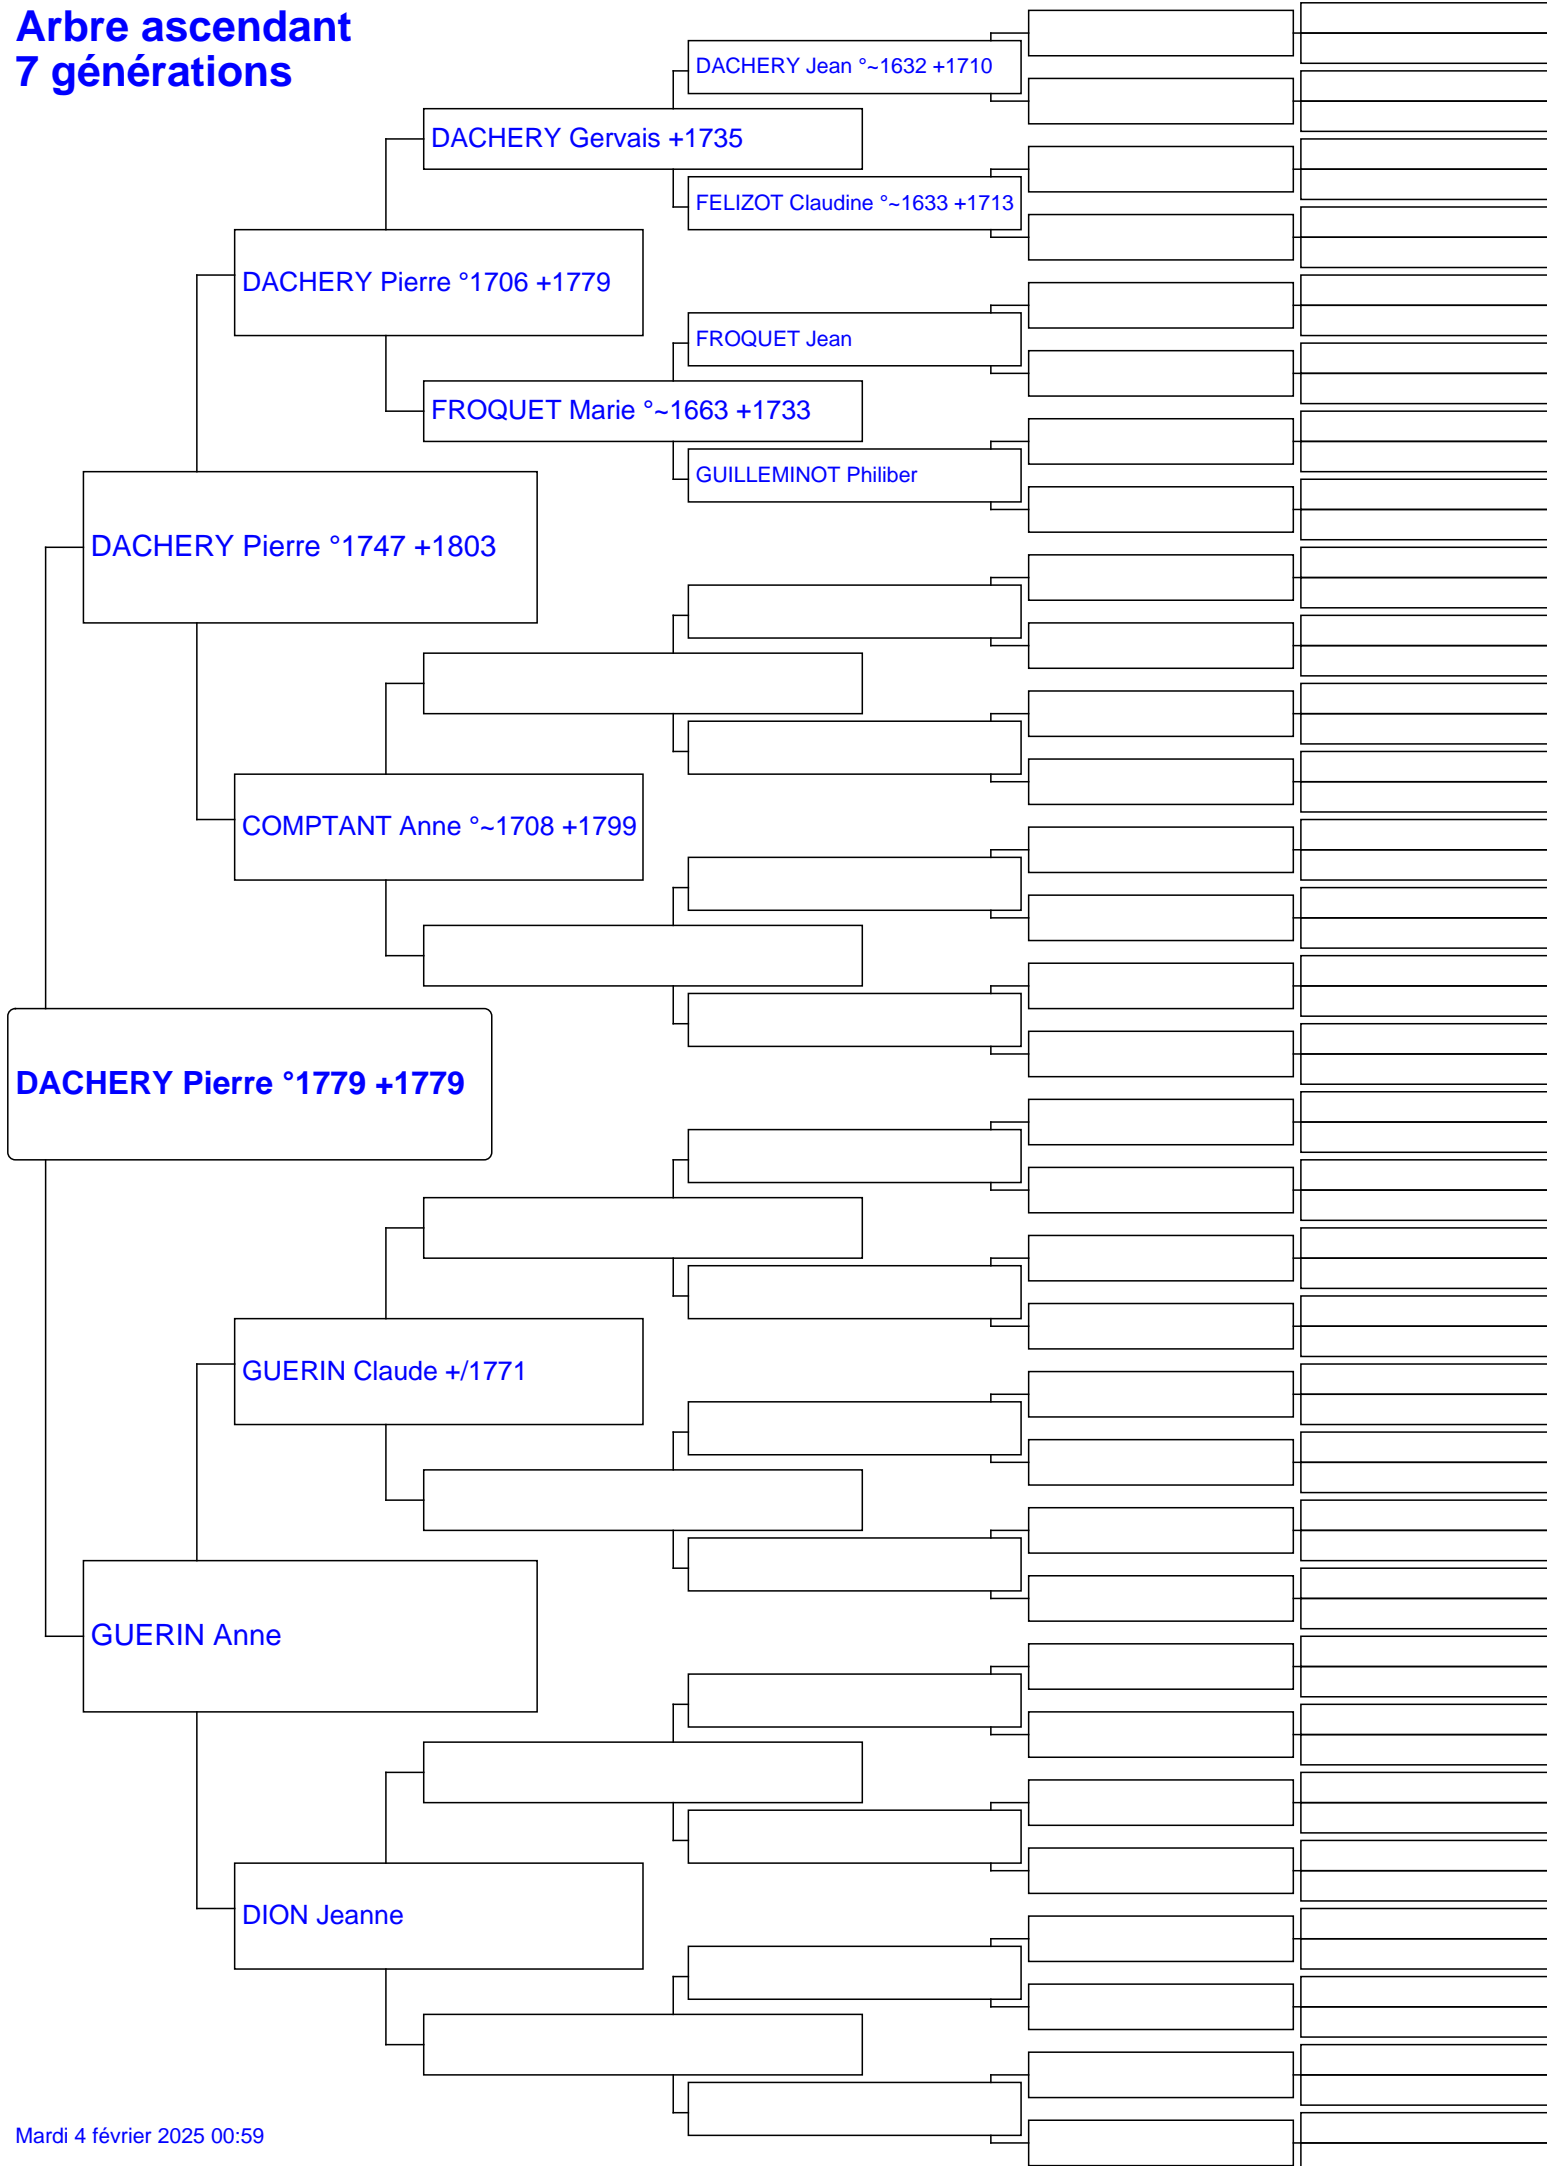 Arbre ascendant
7 générations
DACHERY Jean °~1632 +1710
DACHERY Gervais +1735
FELIZOT Claudine °~1633 +1713
DACHERY Pierre °1706 +1779
FROQUET Jean
FROQUET Marie °~1663 +1733
GUILLEMINOT Philiber
DACHERY Pierre °1747 +1803
COMPTANT Anne °~1708 +1799
DACHERY Pierre °1779 +1779
GUERIN Claude +/1771
GUERIN Anne
DION Jeanne
Mardi 4 février 2025 00:59